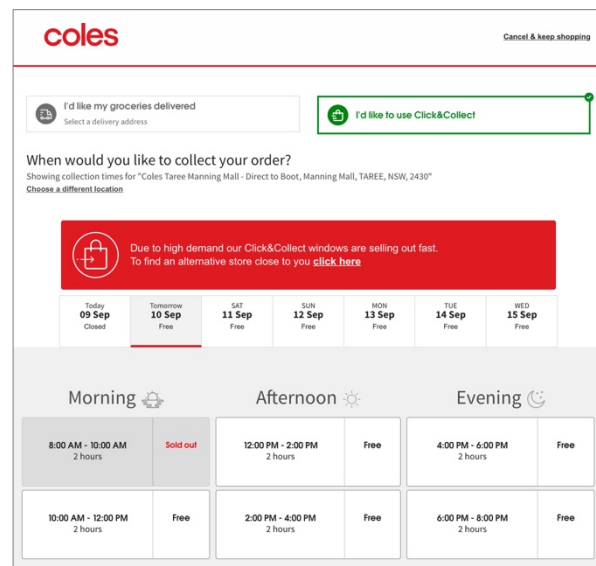 coles
Cancel & keep shopping
I'd like my groceries delivered
Select a delivery address
I'd like to use Click&Collect
When would you like to collect your order?
Showing collection times for "Coles Taree Manning Mall - Direct to Boot, Manning Mall, TAREE, NSW, 2430"
Choose a different location
Due to high demand our Click&Collect windows are selling out fast.
To find an alternative store close to you click here
Today
09 Sep
Closed
Tomorrow
10 Sep
Free
SAT
11 Sep
Free
SUN
12 Sep
Free
MON
13 Sep
Free
TUE
14 Sep
Free
WED
15 Sep
Free
Morning
Afternoon
Evening
8:00 AM - 10:00 AM
2 hours
Sold out
12:00 PM - 2:00 PM
2 hours
Free
4:00 PM - 6:00 PM
2 hours
Free
10:00 AM - 12:00 PM
2 hours
Free
2:00 PM - 4:00 PM
2 hours
Free
6:00 PM - 8:00 PM
2 hours
Free